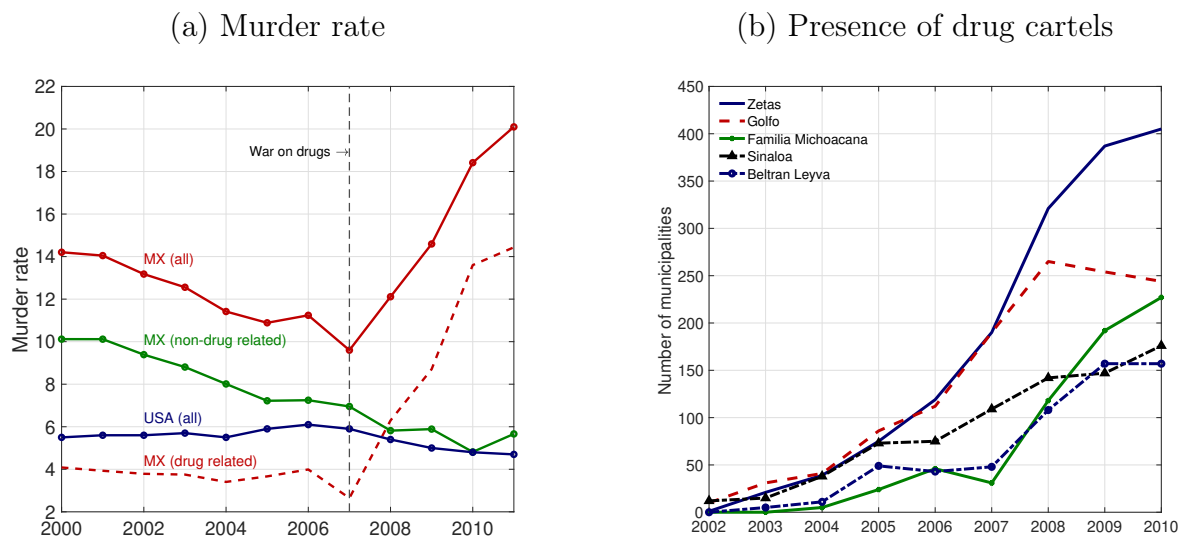 (a) Murder rate
22
20
18
16
14
12
10
8
6
4
2
Murder rate
War on drugs →
MX (all)
MX (non-drug related)
USA (all)
MX (drug related)
2000
2002
2004
2006
2008
2010
(b) Presence of drug cartels
450
400
350
300
250
200
150
100
50
0
Number of municipalities
Zetas
Golfo
Familia Michoacana
Sinaloa
Beltran Leyva
2002
2003
2004
2005
2006
2007
2008
2009
2010